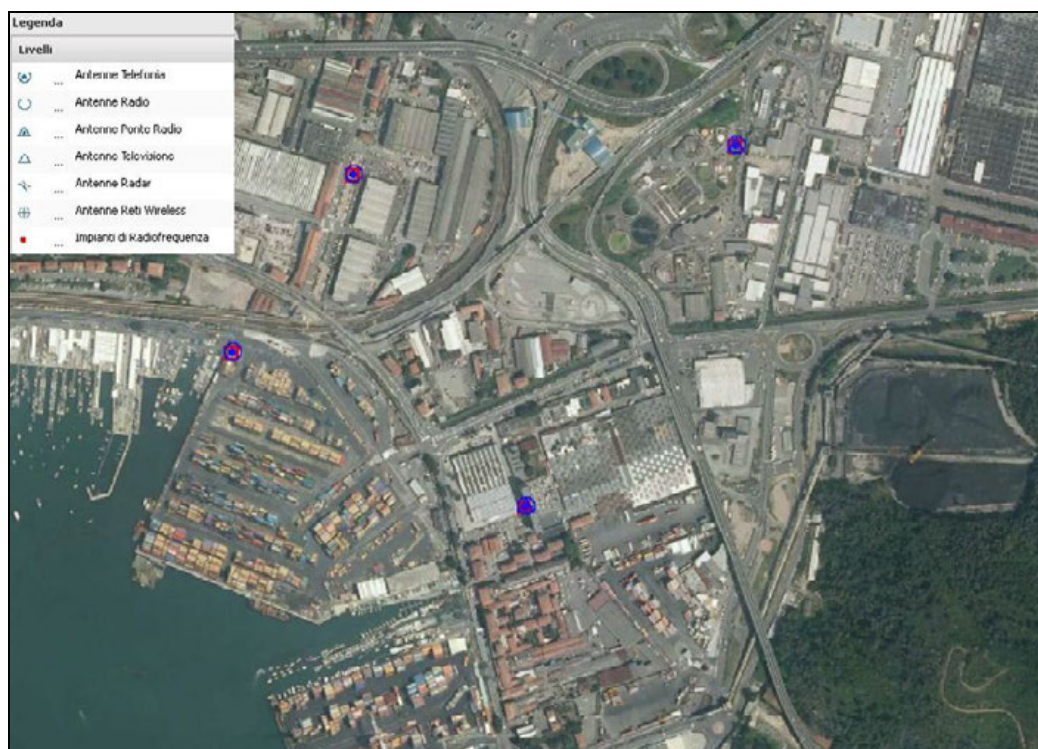 Legenda
Livelli
... Antenne Telefonia
... Antenne Radio
... Antenne Ponte Radio
... Antenne Televisione
... Antenne Radar
... Antenne Reti Wireless
... Impianti di Radiofrequenza